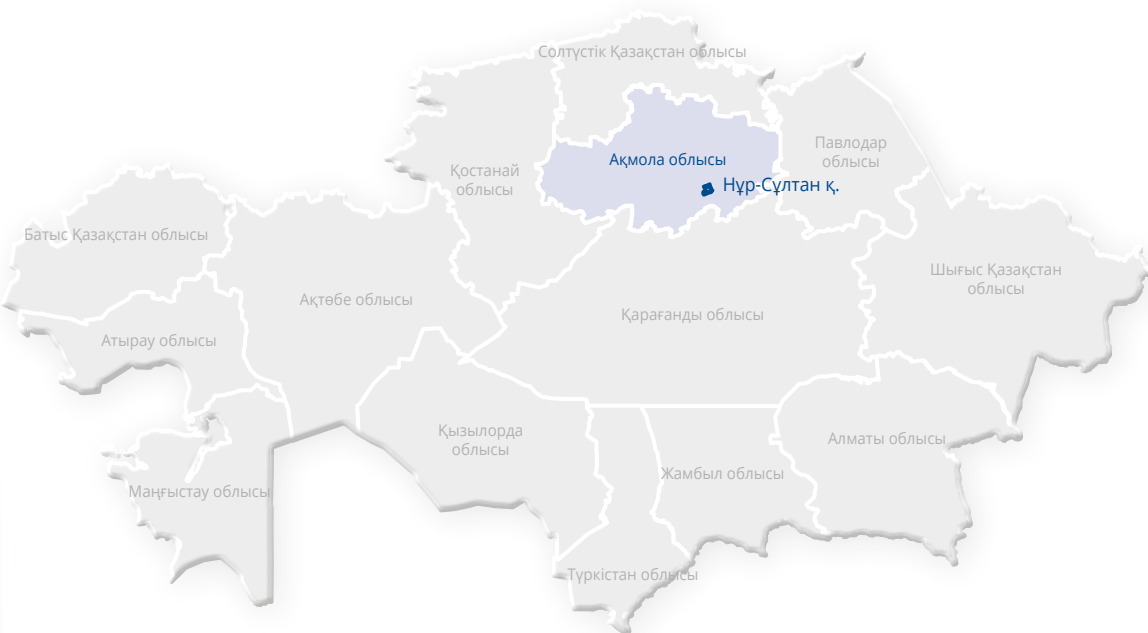 Солтүстік Қазақстан облысы
Павлодар
облысы
Ақмола облысы
Қостанай
облысы
Нұр-Сұлтан қ.
Батыс Қазақстан облысы
Шығыс Қазақстан
облысы
Ақтөбе облысы
Қарағанды облысы
Атырау облысы
Қызылорда
облысы
Алматы облысы
Жамбыл облысы
Маңғыстау облысы
Түркістан облысы